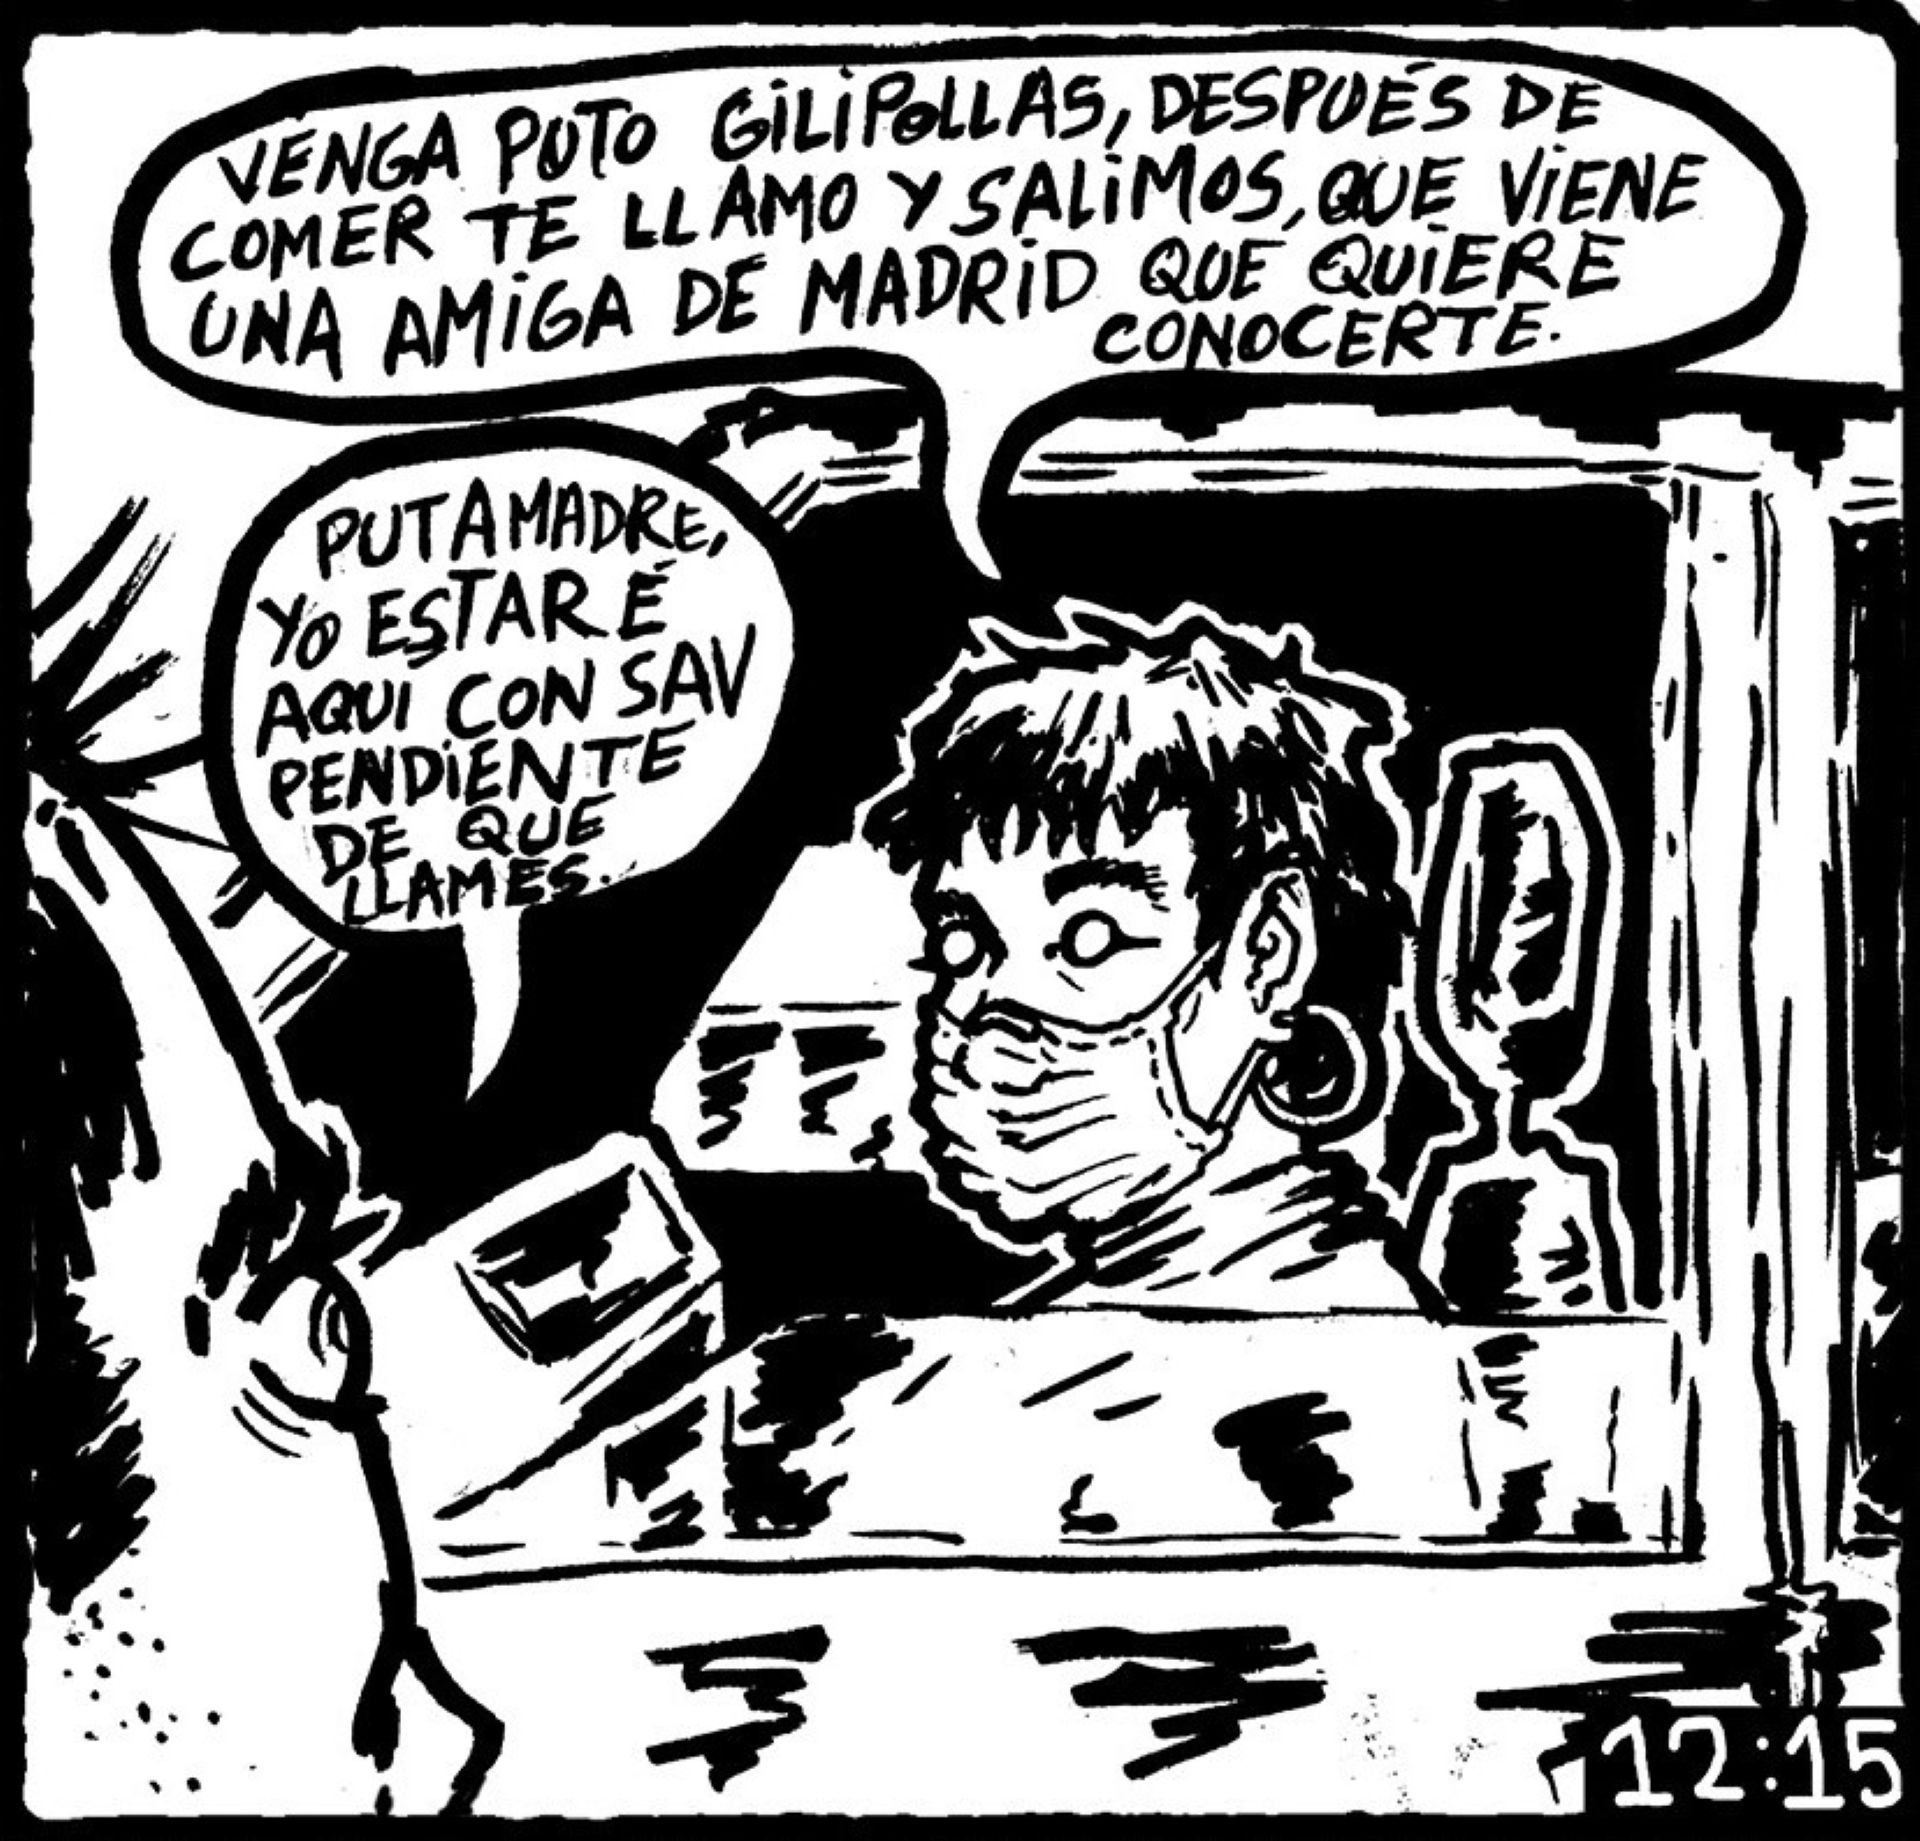 VENGA PUTO GILIPOLLAS, DESPUÉS DE
COMER TE LLAMO Y SALIMOS, QUE VIENE
UNA AMIGA DE MADRID QUE QUIERE
CONOCERTE.
PUTAMADRE,
YO ESTARÉ
AQUÍ CON SAV
PENDIENTE
DE QUE
LLAMES.
12:15